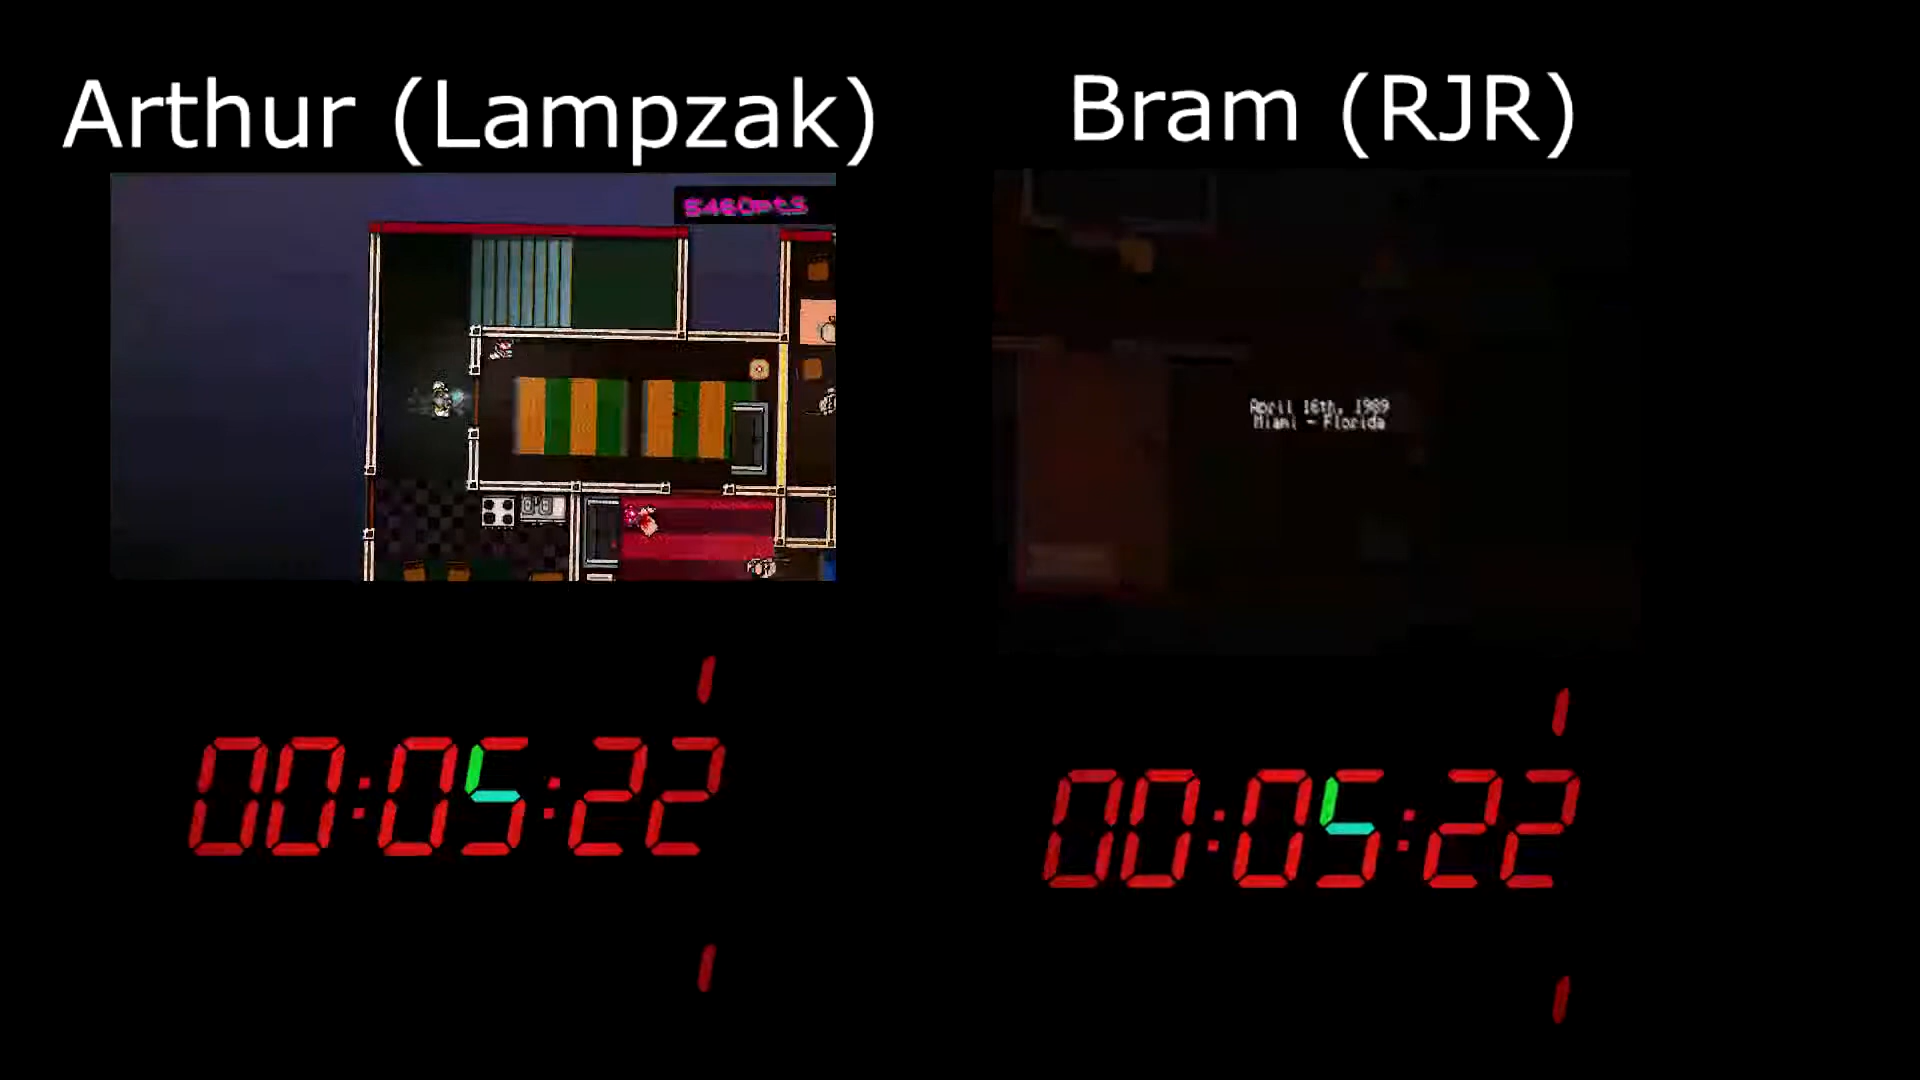 Arthur (Lampzak)
Bram (RJR)
5460pts
April 16th, 1989
Miami - Florida
00:05:22
00:05:22